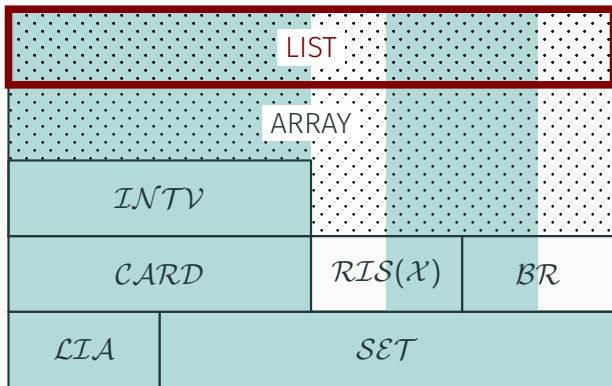 LIST
ARRAY
𝓘𝓝𝓣𝓥
𝓒𝓐𝓡𝓓 𝓡𝓘𝓢(𝓧) 𝓑𝓡
𝓛𝓘𝓐 𝓢𝓔𝓣